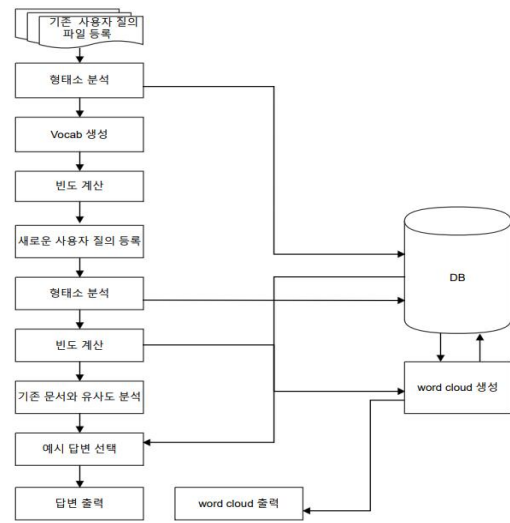 기존 사용자 질의
파일 등록
형태소 분석
Vocab 생성
빈도 계산
새로운 사용자 질의 등록
형태소 분석
빈도 계산
기존 문서와 유사도 분석
예시 답변 선택
답변 출력
DB
word cloud 생성
word cloud 출력